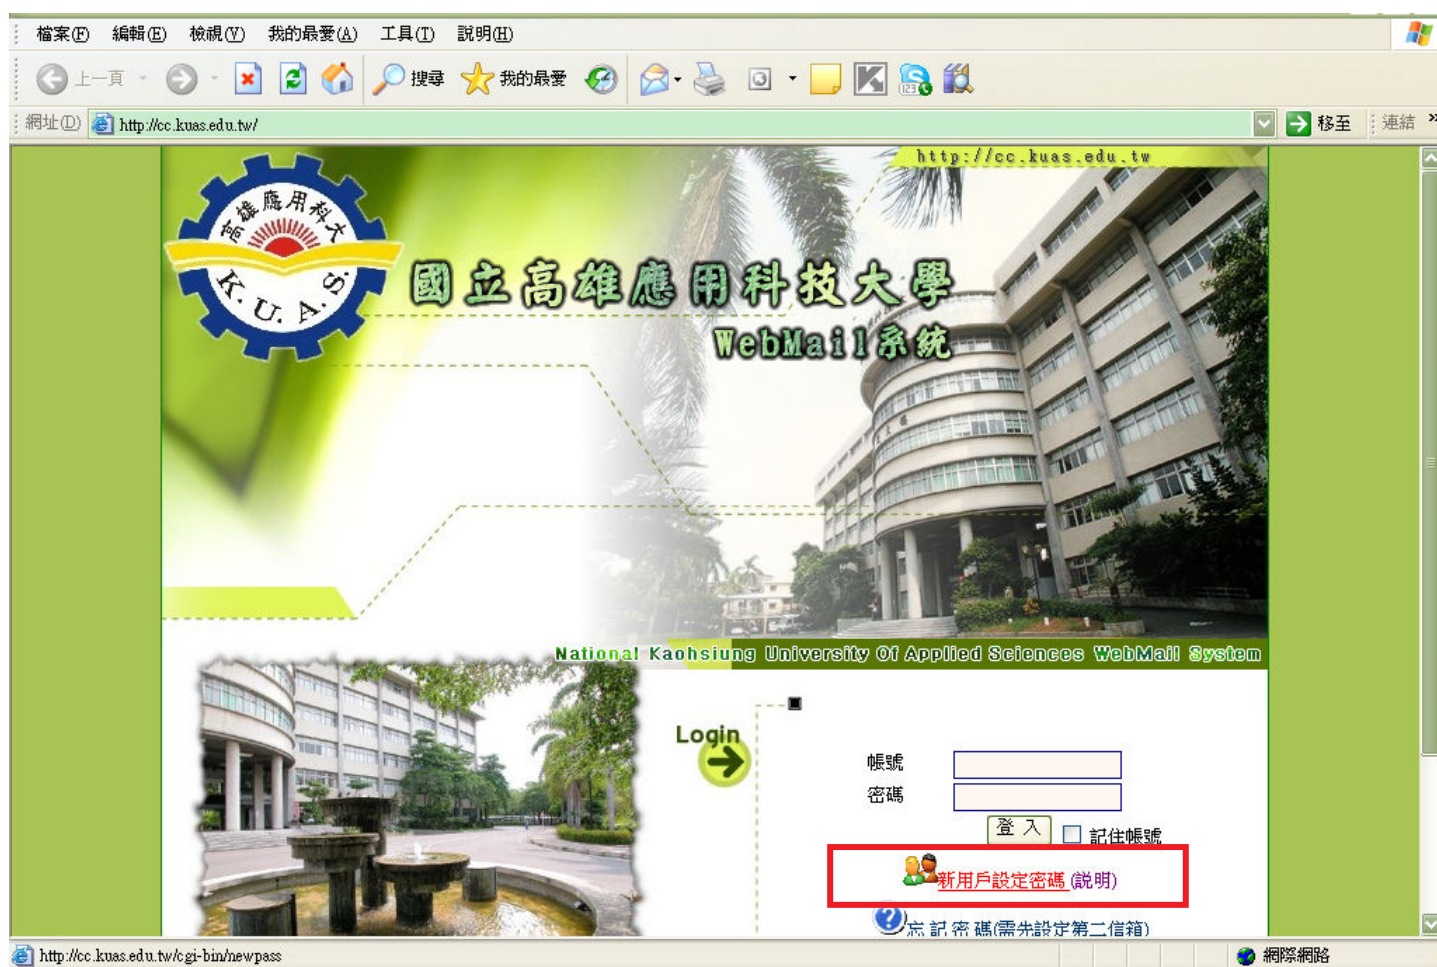 檔案(F) 編輯(E) 檢視(V) 我的最愛(A) 工具(T) 說明(H)
上一頁 搜尋 我的最愛
網址(D) http://cc.kuas.edu.tw/ 移至 連結 »
http://cc.kuas.edu.tw
高雄應用科大
K.U.A.S.
國立高雄應用科技大學
WebMail系統
National Kaohsiung University Of Applied Sciences WebMail System
Login
帳號
密碼
登入 記住帳號
新用戶設定密碼 (説明)
忘記密碼(需先設定第二信箱)
http://cc.kuas.edu.tw/cgi-bin/newpass 網際網路